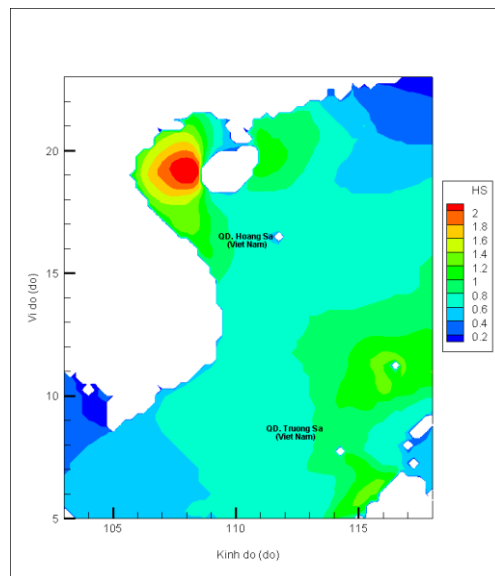 HS
2
1.8
1.6
1.4
1.2
1
0.8
0.6
0.4
0.2
20
15
10
5
Vi do (do)
QD. Hoang Sa
(Viet Nam)
QD. Truong Sa
(Viet Nam)
105
110
115
Kinh do (do)